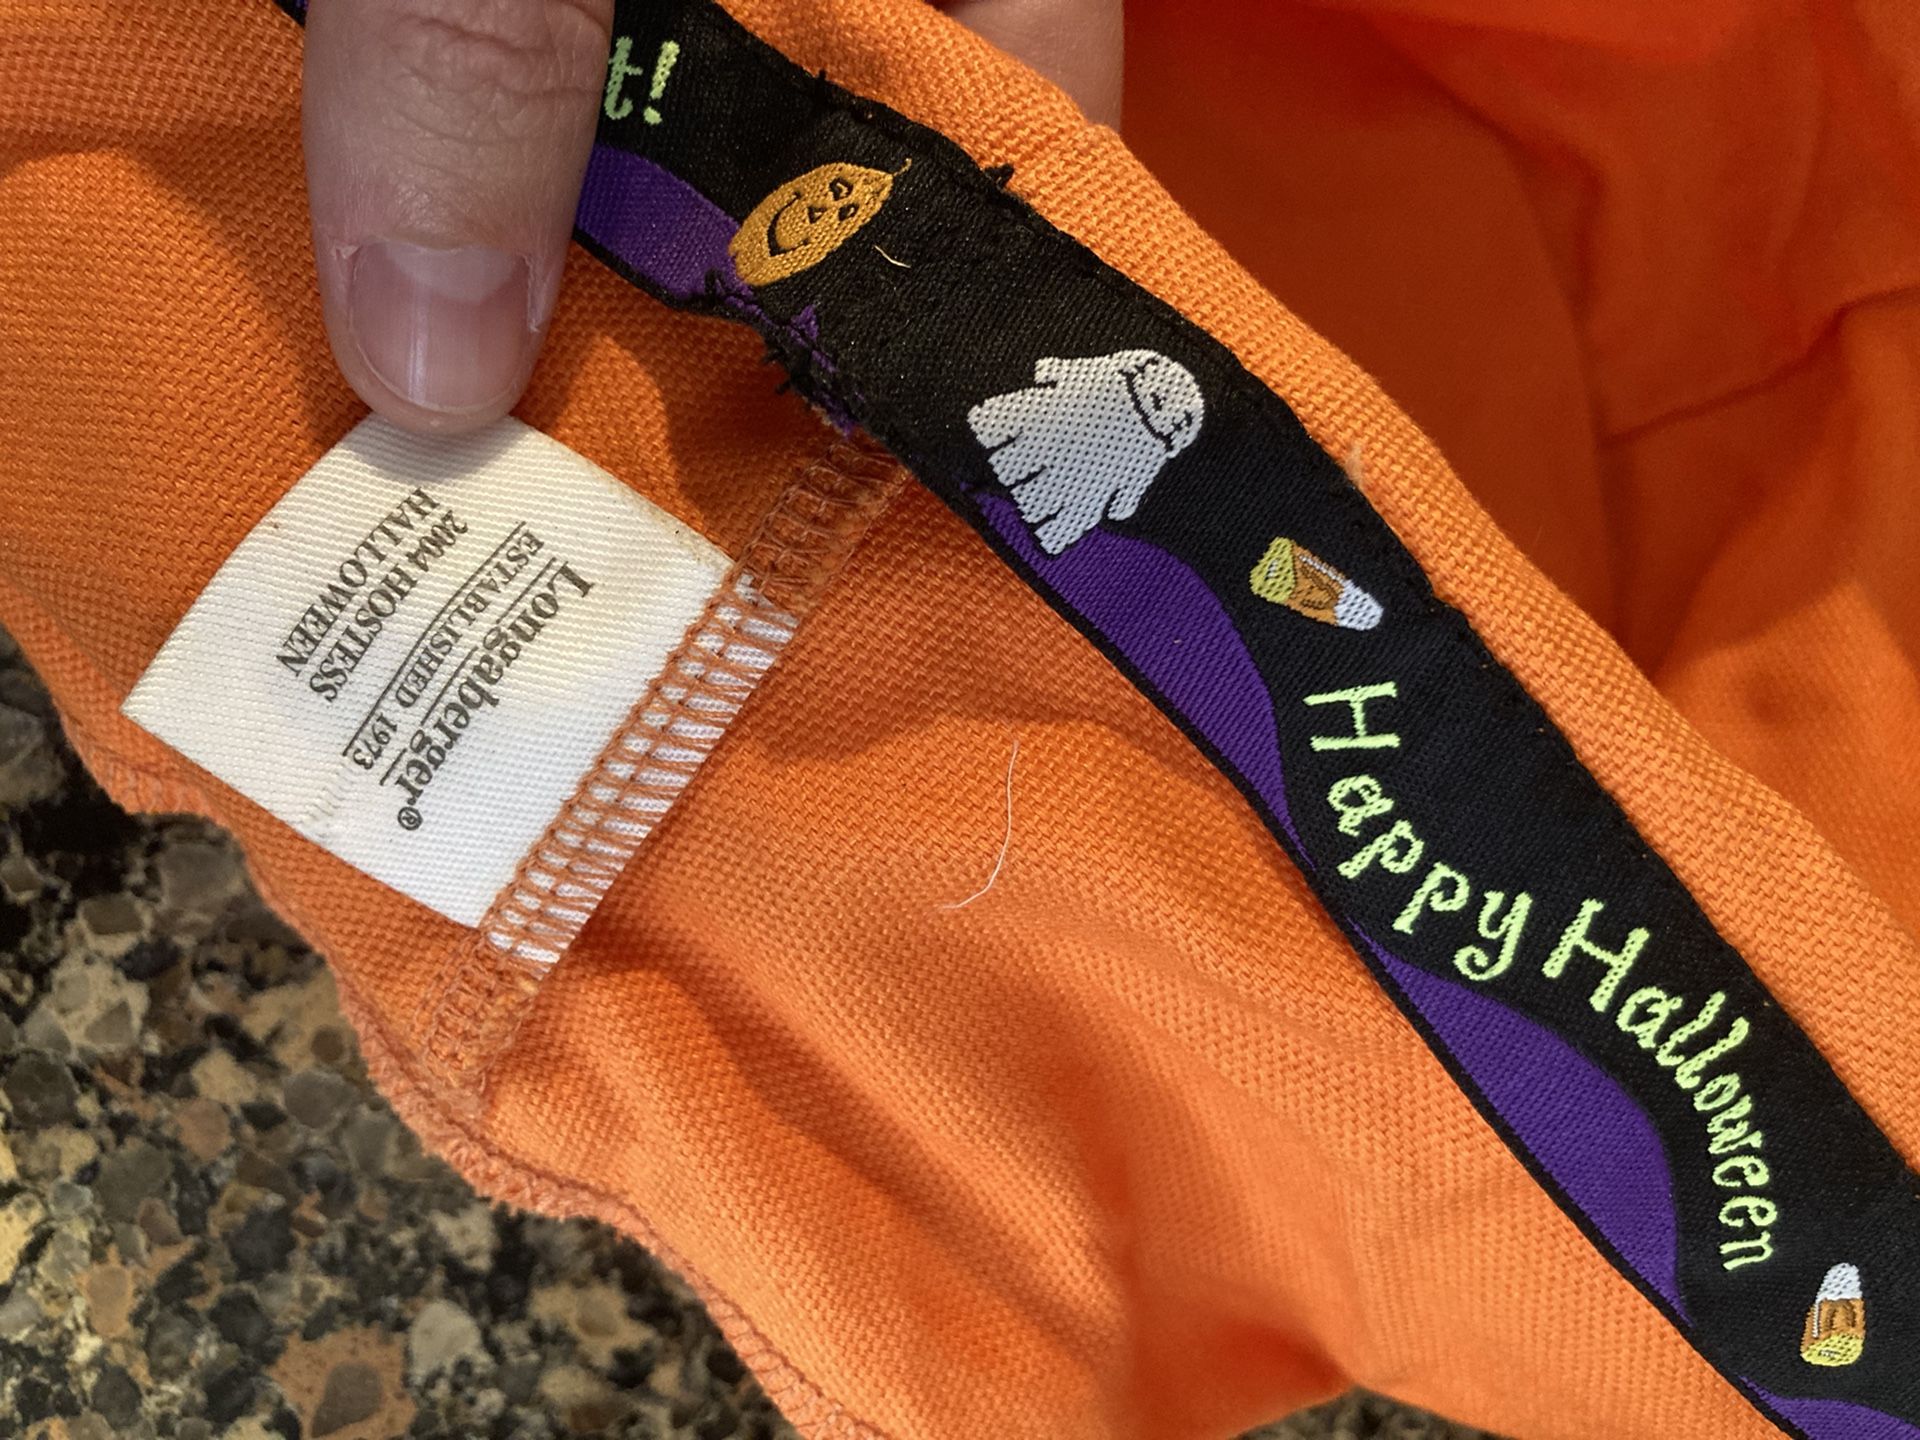 t!
Happy Halloween
Longaberger®
ESTABLISHED 1973
2004 HOSTESS
HALLOWEEN